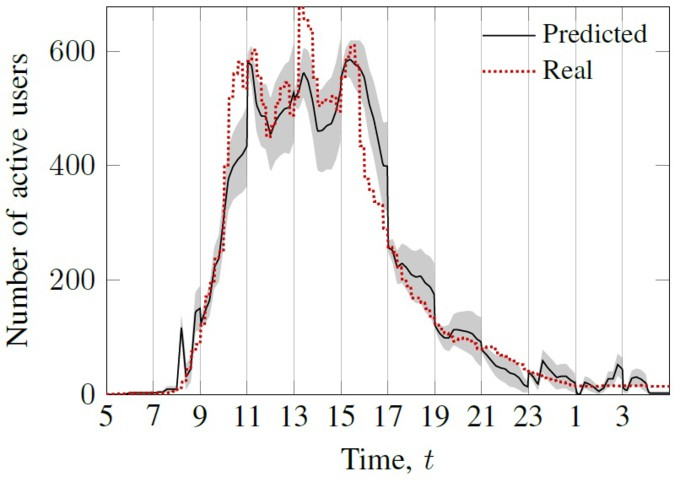 Predicted
Real
Number of active users
600
400
200
0
5 7 9 11 13 15 17 19 21 23 1 3
Time, t